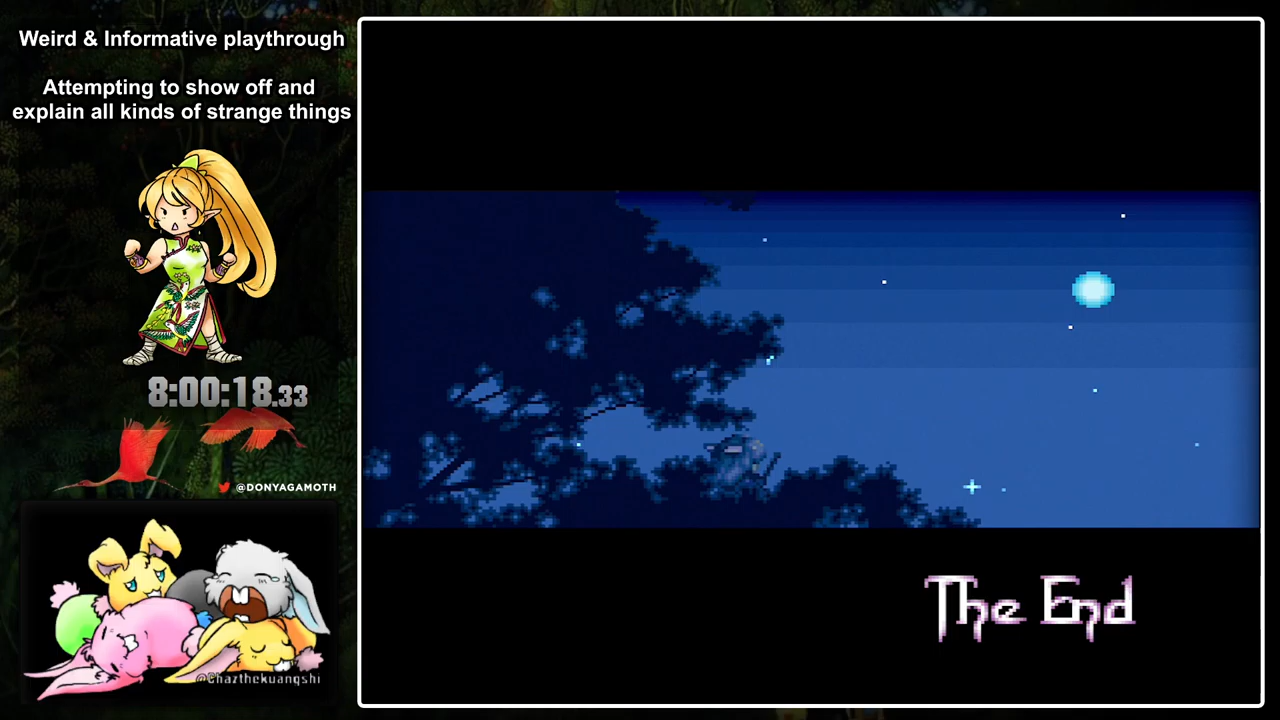 Weird & Informative playthrough
Attempting to show off and
explain all kinds of strange things
8:00:18.33
@DONYAGAMOTH
@Chazthekuangshi
The End